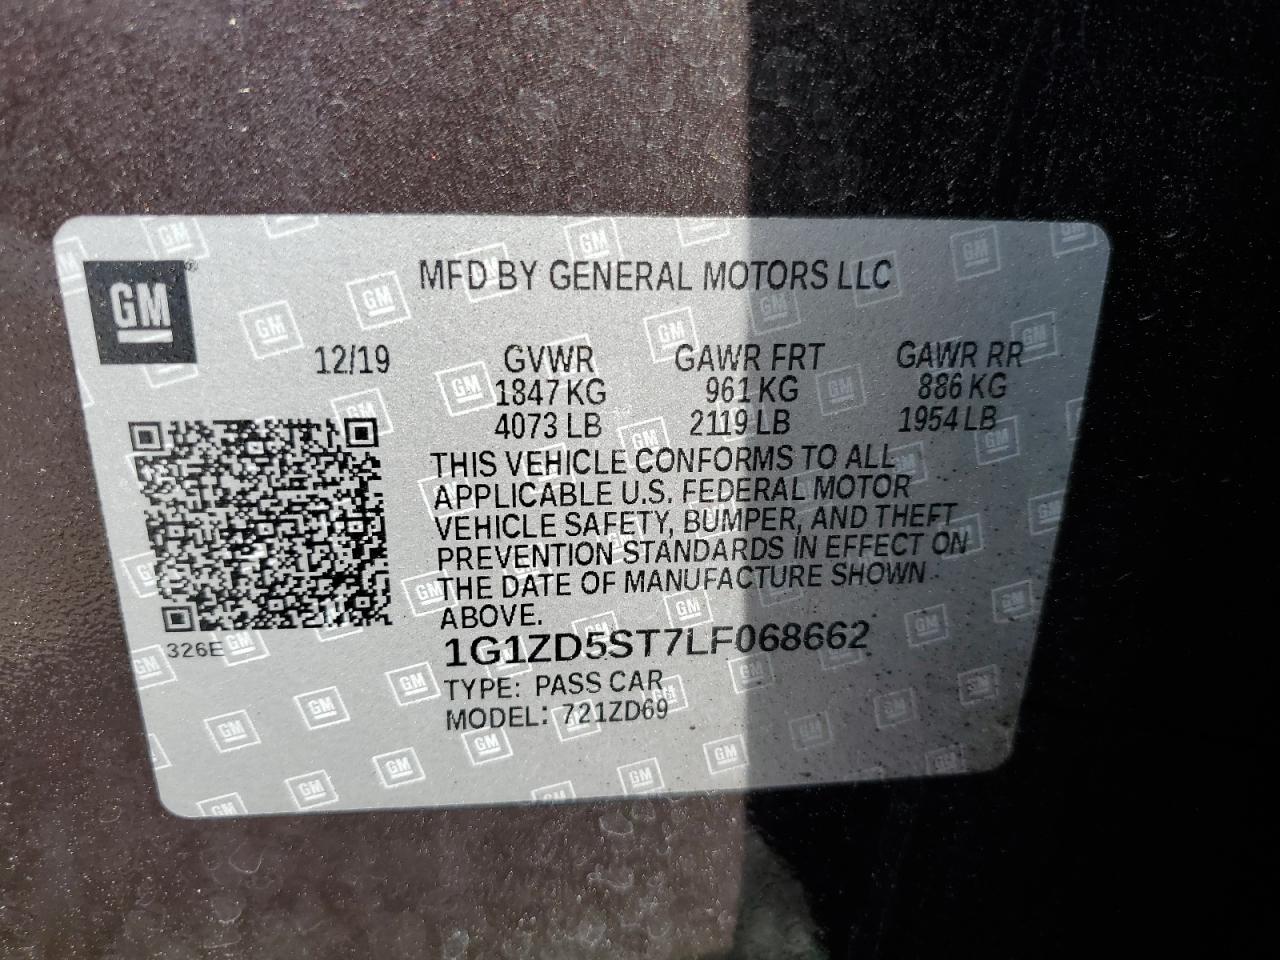 GM
MFD BY GENERAL MOTORS LLC
12/19 GVWR GAWR FRT GAWR RR
1847 KG 961 KG 886 KG
4073 LB 2119 LB 1954 LB
THIS VEHICLE CONFORMS TO ALL
APPLICABLE U.S. FEDERAL MOTOR
VEHICLE SAFETY, BUMPER, AND THEFT
PREVENTION STANDARDS IN EFFECT ON
THE DATE OF MANUFACTURE SHOWN
ABOVE.
326E
1G1ZD5ST7LF068662
TYPE: PASS CAR
MODEL: 721ZD69